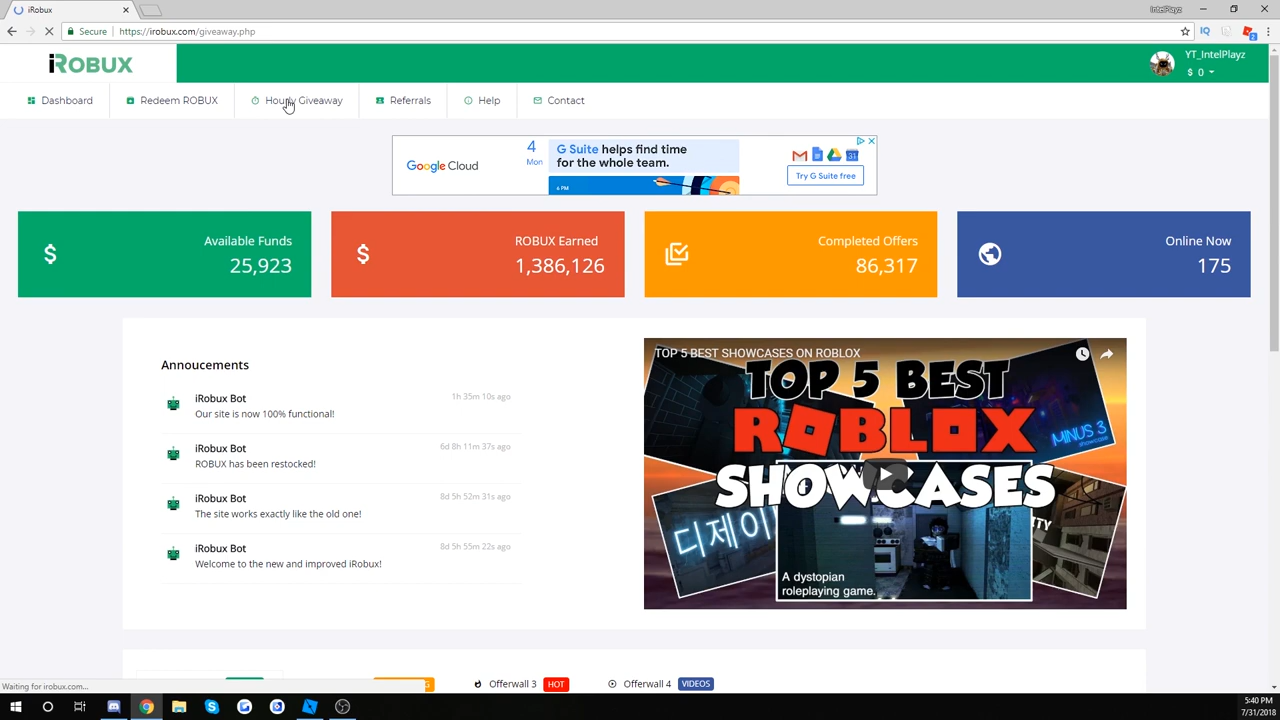 iRobux
IntelPlayz
Secure
https://irobux.com/giveaway.php
iROBUX
YT_IntelPlayz
$ 0
Dashboard
Redeem ROBUX
Hourly Giveaway
Referrals
Help
Contact
Google Cloud
4
Mon
6 PM
G Suite helps find time
for the whole team.
Try G Suite free
Available Funds
25,923
ROBUX Earned
1,386,126
Completed Offers
86,317
Online Now
175
Annoucements
iRobux Bot
1h 35m 10s ago
Our site is now 100% functional!
iRobux Bot
6d 8h 11m 37s ago
ROBUX has been restocked!
iRobux Bot
8d 5h 52m 31s ago
The site works exactly like the old one!
iRobux Bot
8d 5h 55m 22s ago
Welcome to the new and improved iRobux!
TOP 5 BEST SHOWCASES ON ROBLOX
TOP 5 BEST
ROBLOX
SHOWCASES
MINUS 3
showcase
디제이
A dystopian
roleplaying game.
Offerwall 3
HOT
Offerwall 4
VIDEOS
Waiting for irobux.com...
5:40 PM
7/31/2018